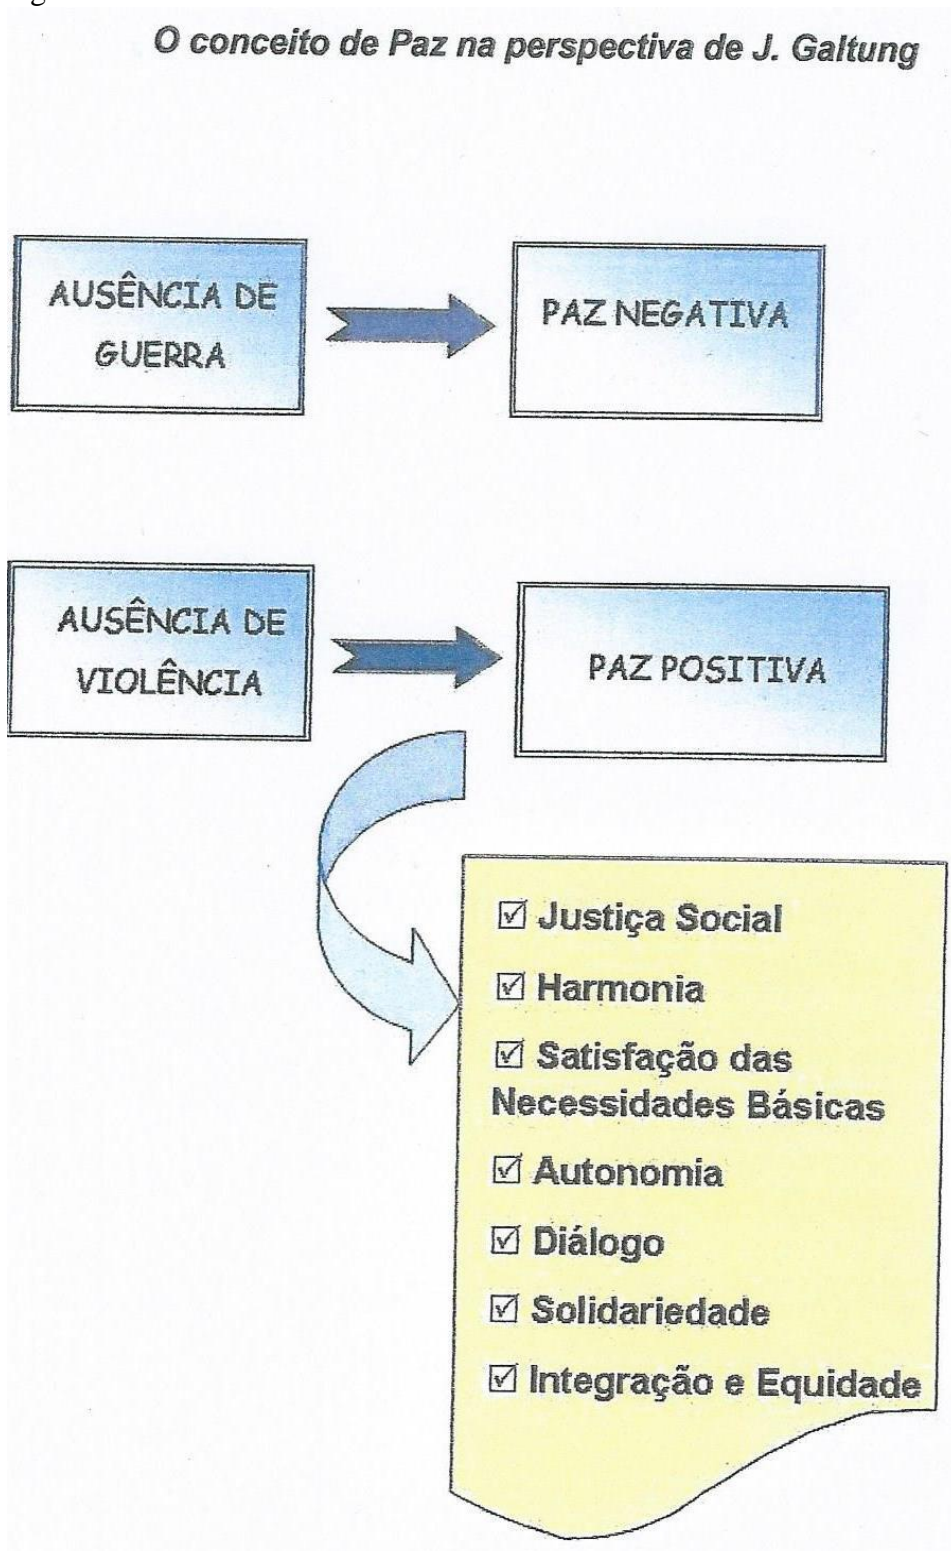 O conceito de Paz na perspectiva de J. Galtung
AUSÊNCIA DE
GUERRA
PAZ NEGATIVA
AUSÊNCIA DE
VIOLÊNCIA
PAZ POSITIVA
☑ Justiça Social
☑ Harmonia
☑ Satisfação das
Necessidades Básicas
☑ Autonomia
☑ Diálogo
☑ Solidariedade
☑ Integração e Equidade